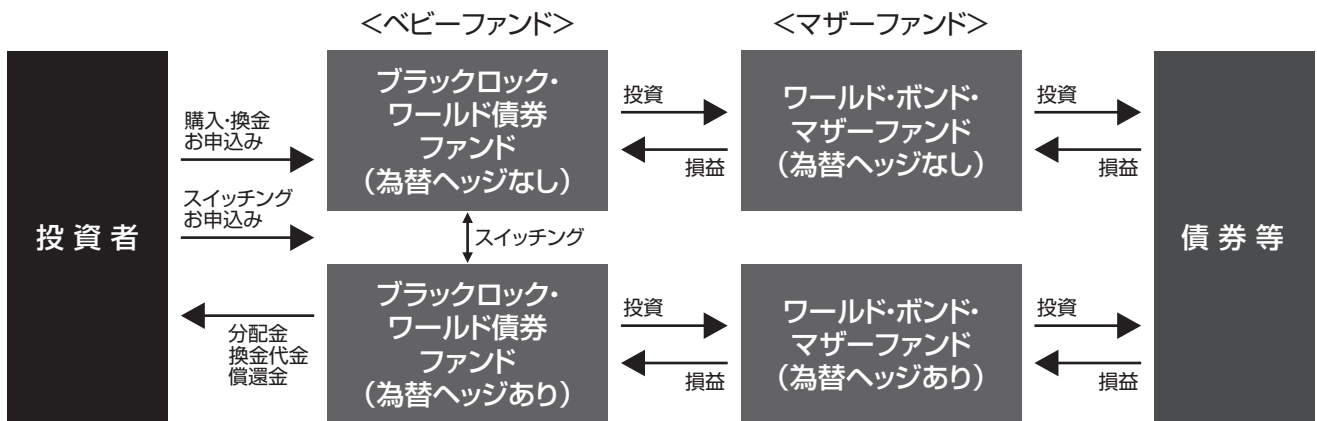 ＜ベビーファンド＞
＜マザーファンド＞
投資者
購入・換金
お申込み
スイッチング
お申込み
分配金
換金代金
償還金
ブラックロック・
ワールド債券
ファンド
（為替ヘッジなし）
スイッチング
ブラックロック・
ワールド債券
ファンド
（為替ヘッジあり）
投資
損益
投資
損益
ワールド・ボンド・
マザーファンド
（為替ヘッジなし）
ワールド・ボンド・
マザーファンド
（為替ヘッジあり）
投資
損益
投資
損益
債券等